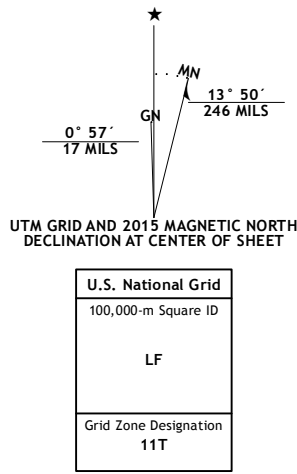 ★
MN
GN
13° 50´
246 MILS
0° 57´
17 MILS
UTM GRID AND 2015 MAGNETIC NORTH
DECLINATION AT CENTER OF SHEET
U.S. National Grid
100,000-m Square ID
LF
Grid Zone Designation
11T